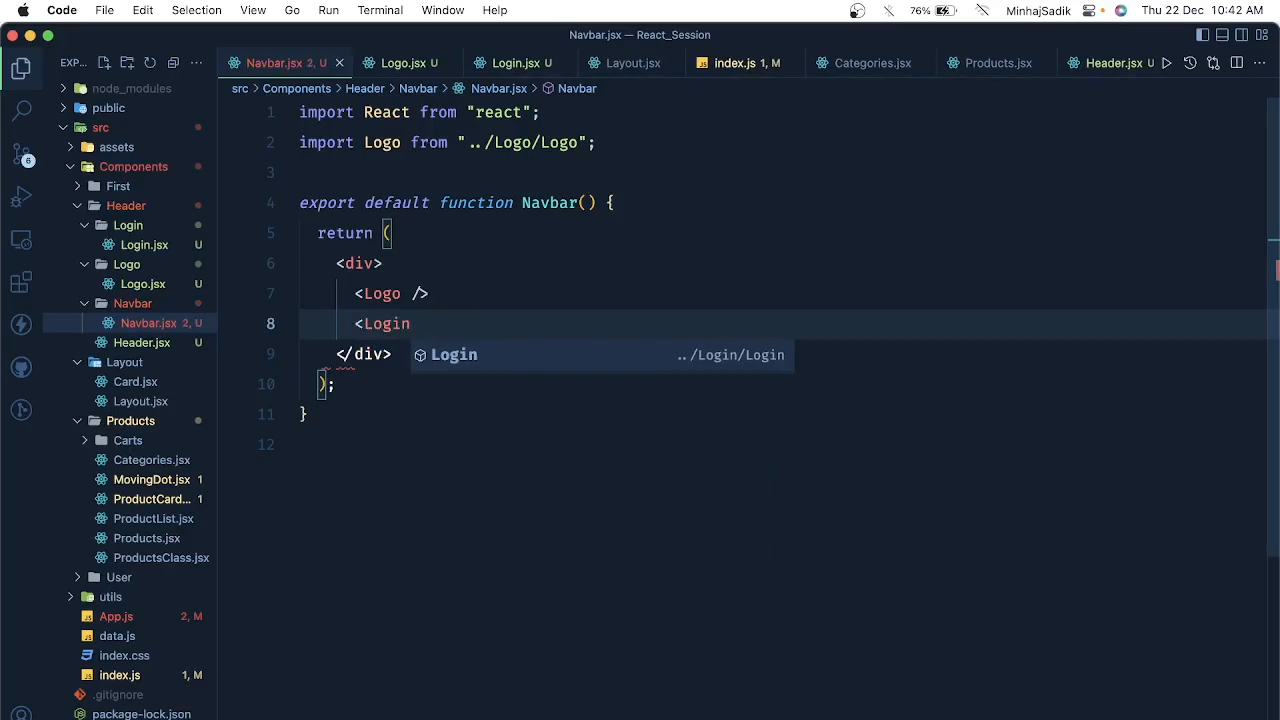 Code File Edit Selection View Go Run Terminal Window Help 76% MinhajSadik Thu 22 Dec 10:42 AM
Navbar.jsx — React_Session
EXP... Navbar.jsx 2, U Logo.jsx U Login.jsx U Layout.jsx index.js 1, M Categories.jsx Products.jsx Header.jsx U
src > Components > Header > Navbar > Navbar.jsx > Navbar
node_modules
public
src
assets
Components
First
Header
Login
Login.jsx U
Logo
Logo.jsx U
Navbar
Navbar.jsx 2, U
Header.jsx U
Layout
Card.jsx
Layout.jsx
Products
Carts
Categories.jsx
MovingDot.jsx 1
ProductCard... 1
ProductList.jsx
Products.jsx
ProductsClass.jsx
User
utils
App.js 2, M
data.js
index.css
index.js 1, M
.gitignore
package-lock.json
6
1 import React from "react";
2 import Logo from "../Logo/Logo";
3
4 export default function Navbar() {
5 return (
6 <div>
7 <Logo />
8 <Login
9 </div>
Login ../Login/Login
10 );
11 }
12